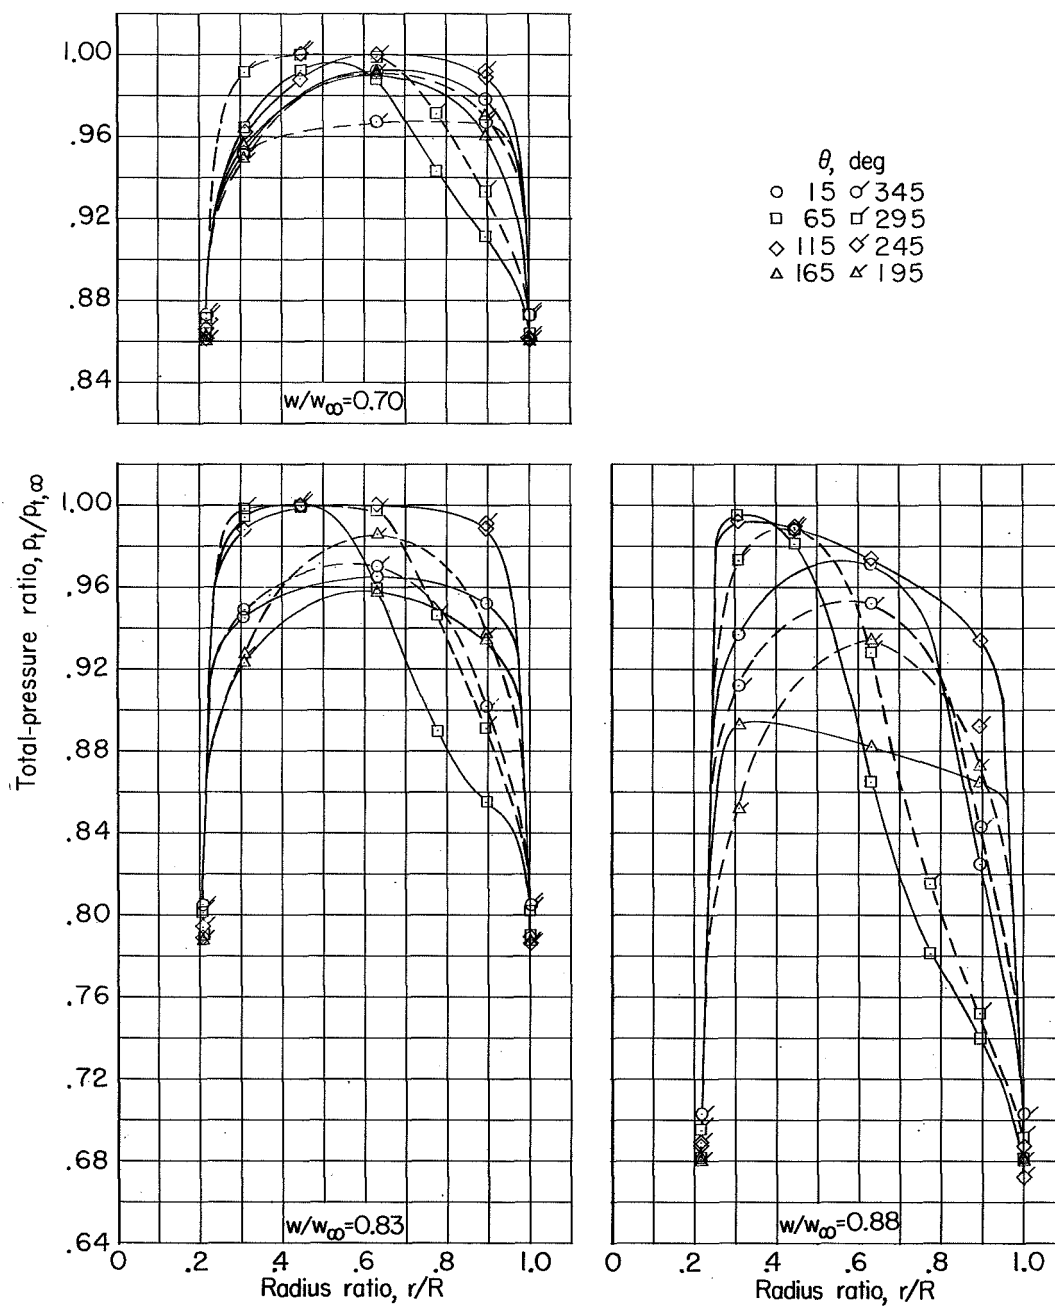 1.00
.96
.92
.88
.84
w/w∞=0.70
θ, deg
15 345
65 295
115 245
165 195
Total-pressure ratio, pt/pt,∞
1.00
.96
.92
.88
.84
.80
.76
.72
.68
.64
w/w∞=0.83
w/w∞=0.88
0 .2 .4 .6 .8 1.0
0 .2 .4 .6 .8 1.0
Radius ratio, r/R
Radius ratio, r/R